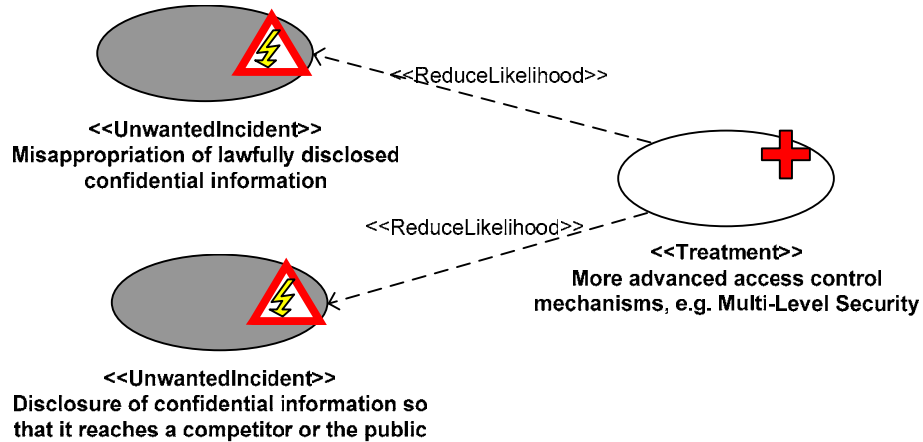 <<ReduceLikelihood>>
<<UnwantedIncident>>
Misappropriation of lawfully disclosed
confidential information
<<ReduceLikelihood>>
<<Treatment>>
More advanced access control
mechanisms, e.g. Multi-Level Security
<<UnwantedIncident>>
Disclosure of confidential information so
that it reaches a competitor or the public